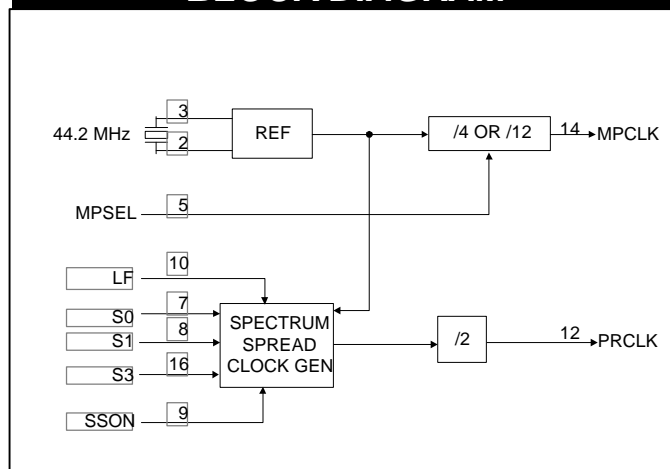 3
44.2 MHz
2
REF
/4 OR /12
14
MPCLK
MPSEL
5
LF
10
S0
7
S1
8
S3
16
SSON
9
SPECTRUM
SPREAD
CLOCK GEN
/2
12
PRCLK